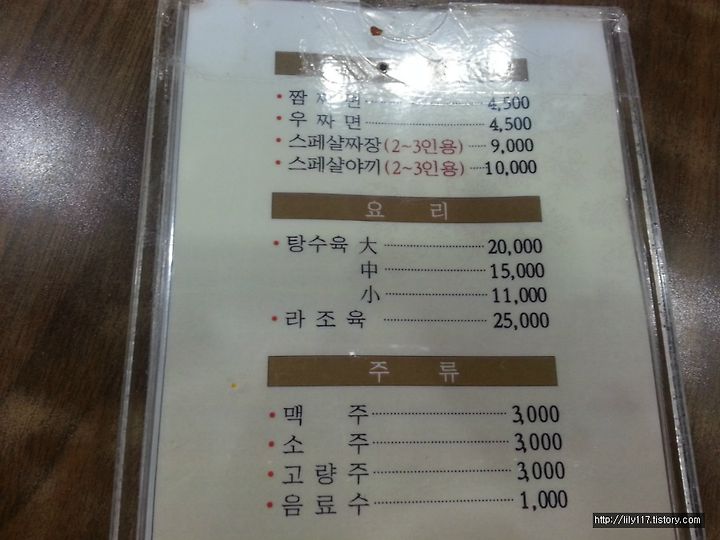 • 짬 짜 면 4,500
• 우 짜 면 4,500
• 스페샬짜장(2~3인용) 9,000
• 스페샬야끼(2~3인용) 10,000
요 리
• 탕수육 大 20,000
中 15,000
小 11,000
• 라 조 육 25,000
주 류
• 맥 주 3,000
• 소 주 3,000
• 고 량 주 3,000
• 음 료 수 1,000
http://lily117.tistory.com